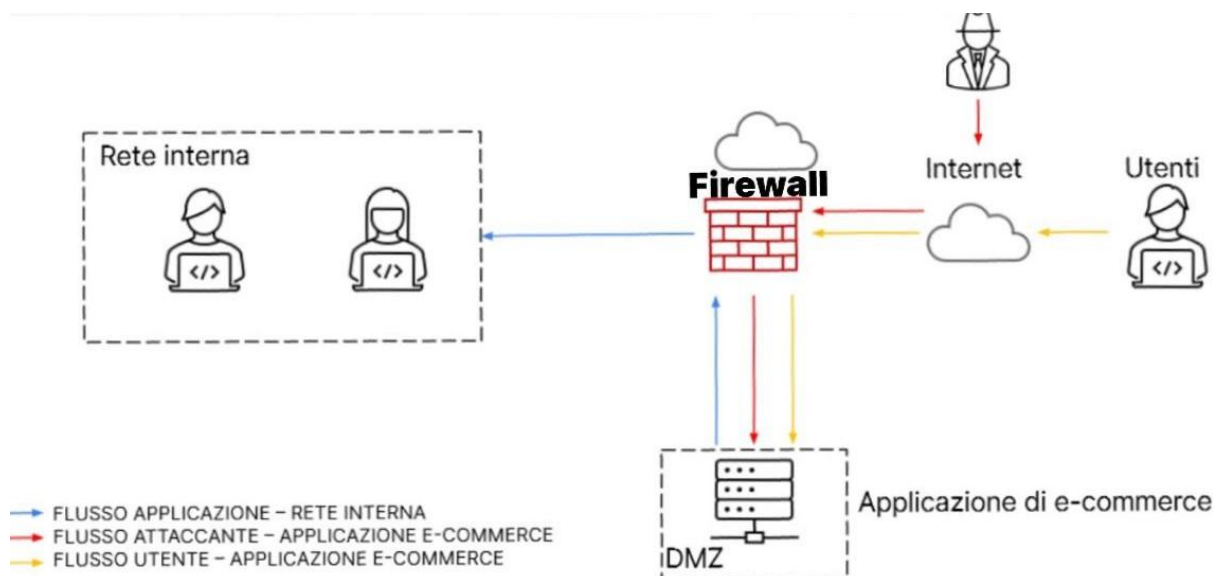 Rete interna
Firewall
Internet
Utenti
</>
</>
</>
Applicazione di e-commerce
DMZ
FLUSSO APPLICAZIONE – RETE INTERNA
FLUSSO ATTACCANTE – APPLICAZIONE E-COMMERCE
FLUSSO UTENTE – APPLICAZIONE E-COMMERCE